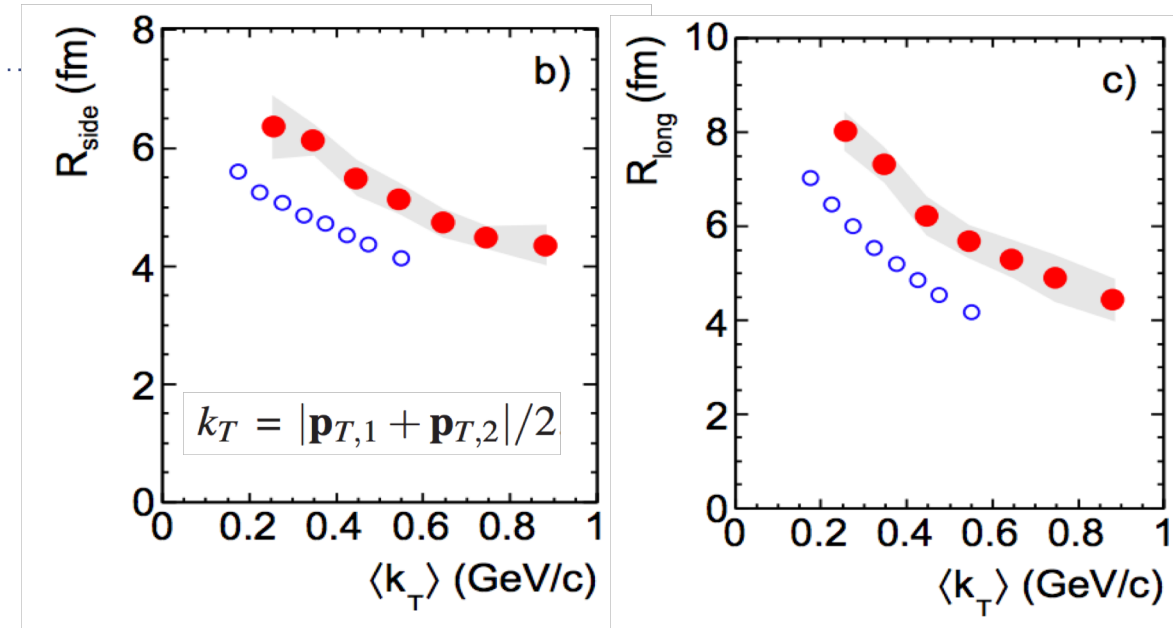 b)
R_side (fm)
8
6
4
2
0
k_T = |p_{T,1} + p_{T,2}|/2
0 0.2 0.4 0.6 0.8 1
⟨k_T⟩ (GeV/c)
c)
R_long (fm)
10
8
6
4
2
0
0 0.2 0.4 0.6 0.8 1
⟨k_T⟩ (GeV/c)